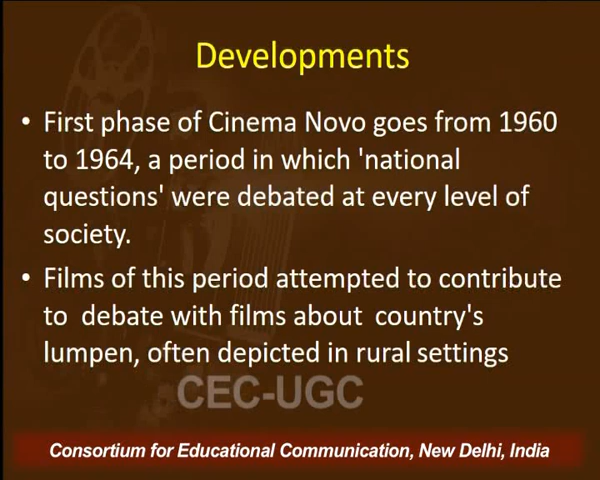 Developments
• First phase of Cinema Novo goes from 1960
to 1964, a period in which 'national
questions' were debated at every level of
society.
• Films of this period attempted to contribute
to debate with films about country's
lumpen, often depicted in rural settings
CEC-UGC
Consortium for Educational Communication, New Delhi, India